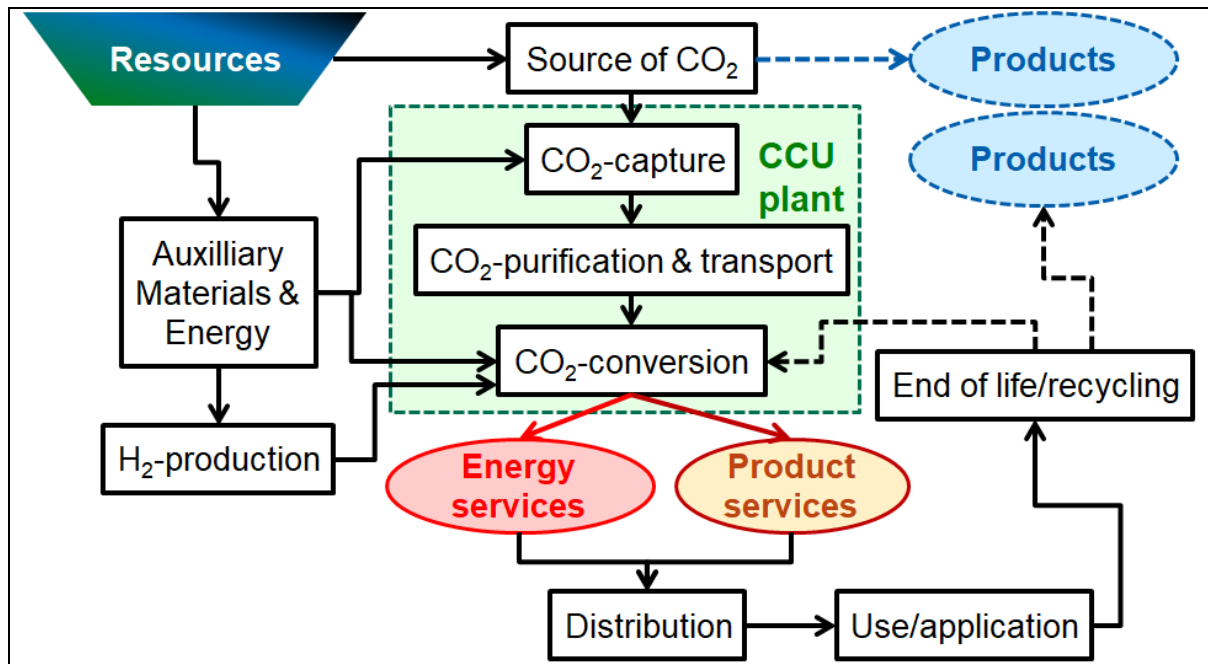 Resources
Source of CO₂
Products
Products
CO₂-capture
CCU
plant
Auxilliary
Materials &
Energy
CO₂-purification & transport
CO₂-conversion
End of life/recycling
H₂-production
Energy
services
Product
services
Distribution
Use/application